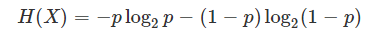 H(X) = −p log₂ p − (1 − p) log₂(1 − p)